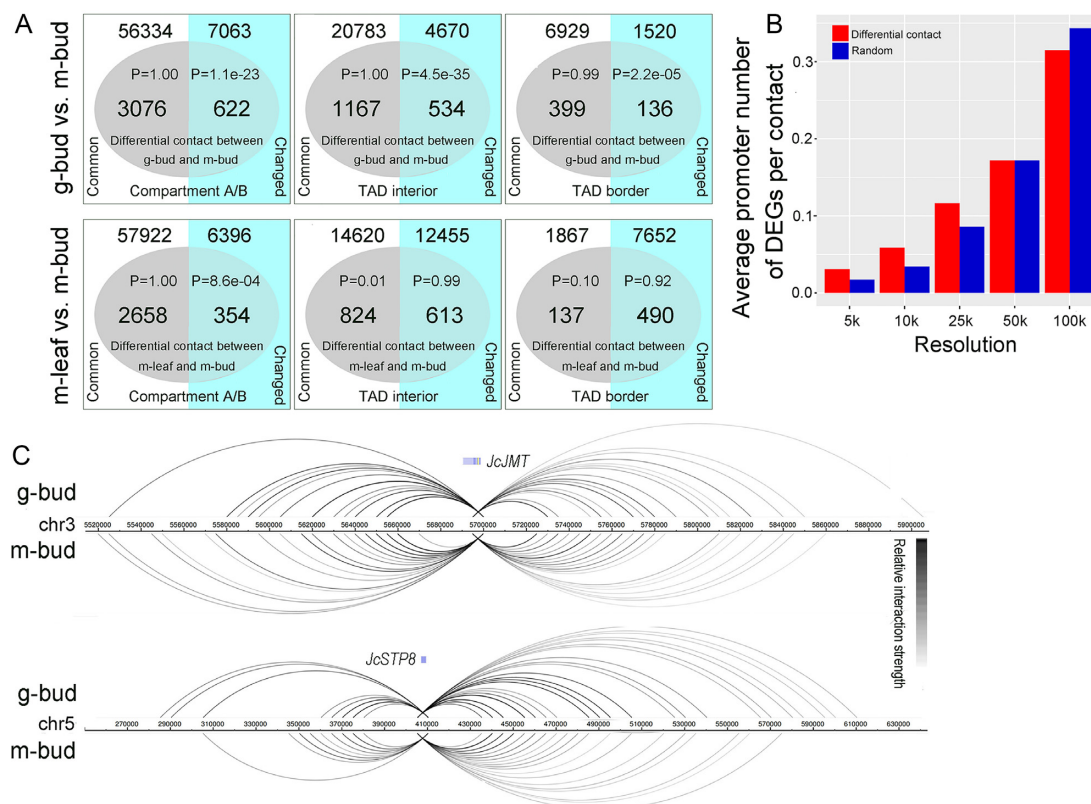 A
g-bud vs. m-bud
56334 7063
P=1.00 P=1.1e-23
3076 622
Differential contact between
g-bud and m-bud
Common
Changed
Compartment A/B
20783 4670
P=1.00 P=4.5e-35
1167 534
Differential contact between
g-bud and m-bud
Common
Changed
TAD interior
6929 1520
P=0.99 P=2.2e-05
399 136
Differential contact between
g-bud and m-bud
Common
Changed
TAD border
m-leaf vs. m-bud
57922 6396
P=1.00 P=8.6e-04
2658 354
Differential contact between
m-leaf and m-bud
Common
Changed
Compartment A/B
14620 12455
P=0.01 P=0.99
824 613
Differential contact between
m-leaf and m-bud
Common
Changed
TAD interior
1867 7652
P=0.10 P=0.92
137 490
Differential contact between
m-leaf and m-bud
Common
Changed
TAD border
B
Differential contact
Random
Average promoter number
of DEGs per contact
0.3
0.2
0.1
0.0
5k 10k 25k 50k 100k
Resolution
C
JcJMT
g-bud
chr3
5520000 5540000 5560000 5580000 5600000 5620000 5640000 5660000 5680000 5700000 5720000 5740000 5760000 5780000 5800000 5820000 5840000 5860000 5880000 5900000
m-bud
Relative interaction strength
JcSTP8
g-bud
chr5
270000 290000 310000 350000 370000 390000 410000 430000 450000 470000 490000 510000 530000 550000 570000 590000 610000 630000
m-bud